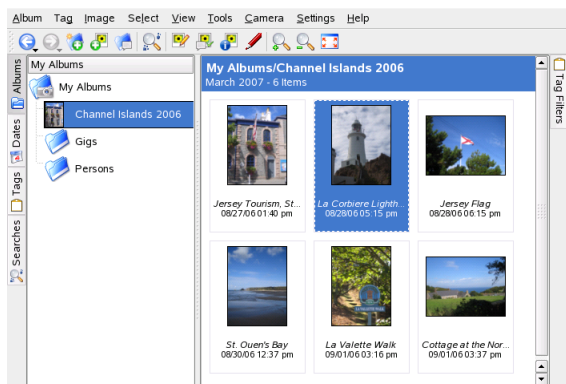 Album Tag Image Select View Tools Camera Settings Help
Albums
Dates
Tags
Searches
My Albums
My Albums
Channel Islands 2006
Gigs
Persons
My Albums/Channel Islands 2006
March 2007 - 6 Items
Jersey Tourism, St...
08/27/06 01:40 pm
La Corbiere Lighth...
08/28/06 05:15 pm
Jersey Flag
08/28/06 06:15 pm
St. Ouen's Bay
08/30/06 12:37 pm
La Valette Walk
09/01/06 03:16 pm
Cottage at the Nor...
09/01/06 03:37 pm
Tag Filters